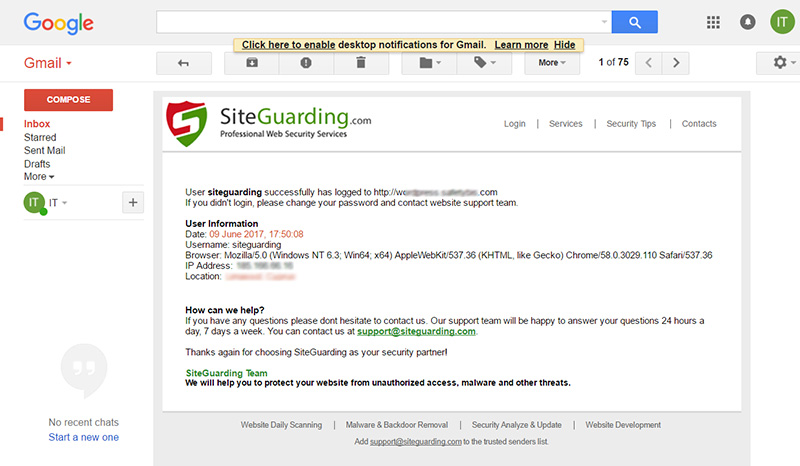 Google
IT
Click here to enable desktop notifications for Gmail. Learn more Hide
Gmail
More
1 of 75
COMPOSE
Inbox
Starred
Sent Mail
Drafts
More
IT IT
+
No recent chats
Start a new one
S
SiteGuarding.com
Professional Web Security Services
Login | Services | Security Tips | Contacts
User siteguarding successfully has logged to http://wo .com
If you didn't login, please change your password and contact website support team.
User Information
Date: 09 June 2017, 17:50:08
Username: siteguarding
Browser: Mozilla/5.0 (Windows NT 6.3; Win64; x64) AppleWebKit/537.36 (KHTML, like Gecko) Chrome/58.0.3029.110 Safari/537.36
IP Address:
Location:
How can we help?
If you have any questions please dont hesitate to contact us. Our support team will be happy to answer your questions 24 hours a
day, 7 days a week. You can contact us at support@siteguarding.com.
Thanks again for choosing SiteGuarding as your security partner!
SiteGuarding Team
We will help you to protect your website from unauthorized access, malware and other threats.
Website Daily Scanning | Malware & Backdoor Removal | Security Analyze & Update | Website Development
Add support@siteguarding.com to the trusted senders list.